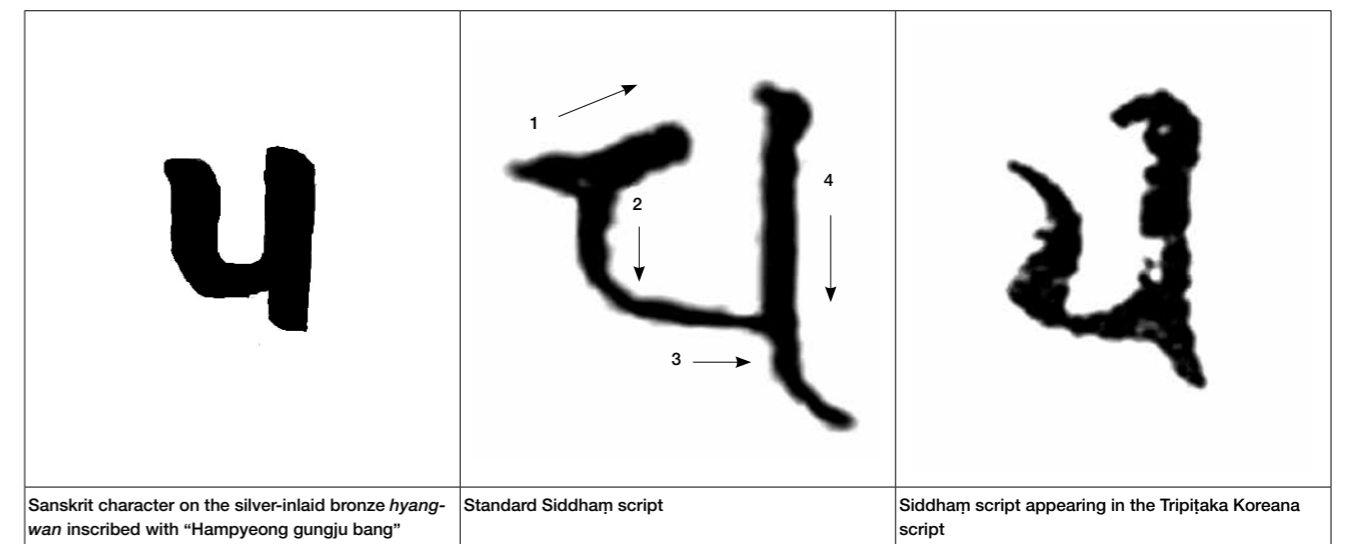 𑖢 𑖢 𑖢
1
4
2
3
Sanskrit character on the silver-inlaid bronze hyang-
wan inscribed with “Hampyeong gungju bang”
Standard Siddhaṃ script
Siddhaṃ script appearing in the Tripiṭaka Koreana
script